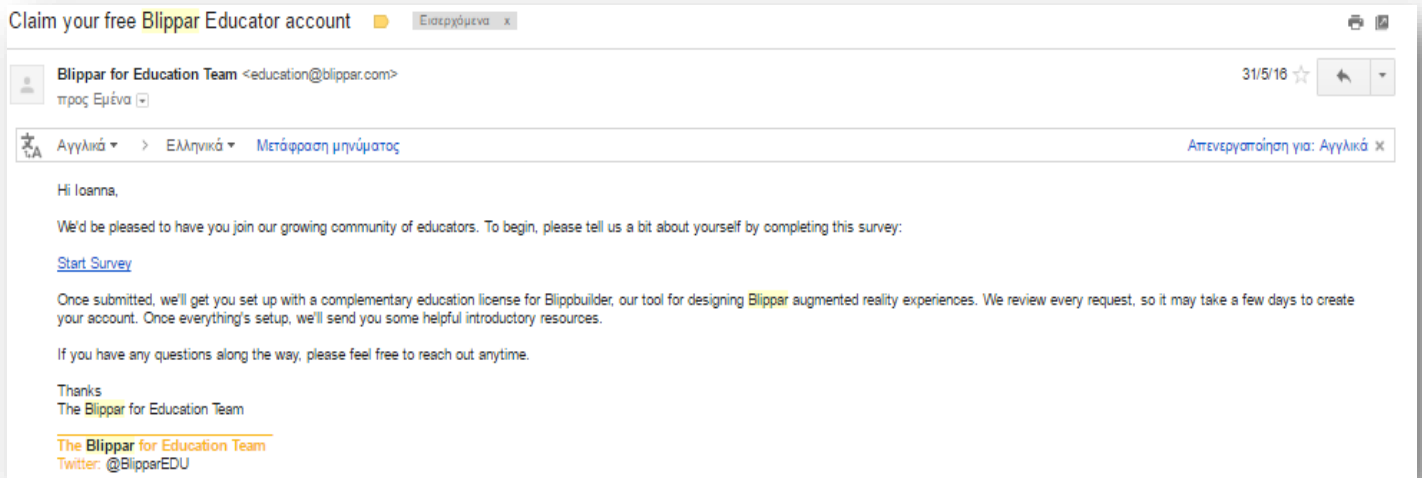 Claim your free Blippar Educator account Εισερχόμενα x
Blippar for Education Team <education@blippar.com> 31/5/16
προς Εμένα
Αγγλικά > Ελληνικά Μετάφραση μηνύματος Απενεργοποίηση για: Αγγλικά x
Hi Ioanna,
We'd be pleased to have you join our growing community of educators. To begin, please tell us a bit about yourself by completing this survey:
Start Survey
Once submitted, we'll get you set up with a complementary education license for Blippbuilder, our tool for designing Blippar augmented reality experiences. We review every request, so it may take a few days to create
your account. Once everything's setup, we'll send you some helpful introductory resources.
If you have any questions along the way, please feel free to reach out anytime.
Thanks
The Blippar for Education Team
The Blippar for Education Team
Twitter: @BlipparEDU